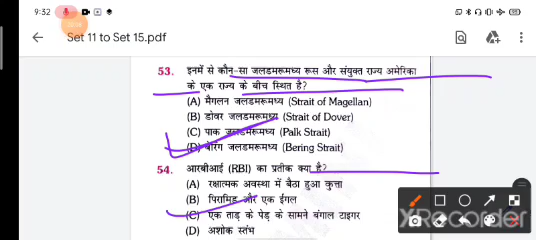 9:32
Set 11 to Set 15.pdf
53. इनमें से कौन-सा जलडमरूमध्य रूस और संयुक्त राज्य अमेरिका
के एक राज्य के बीच स्थित है?
(A) मैगलन जलडमरूमध्य (Strait of Magellan)
(B) डोवर जलडमरूमध्य (Strait of Dover)
(C) पाक जलडमरूमध्य (Palk Strait)
(D) बेरिंग जलडमरूमध्य (Bering Strait)
54. आरबीआई (RBI) का प्रतीक क्या है?
(A) रक्षात्मक अवस्था में बैठा हुआ कुत्ता
(B) पिरामिड और एक ईगल
(C) एक ताड़ के पेड़ के सामने बंगाल टाइगर
(D) अशोक स्तंभ
XRecorder